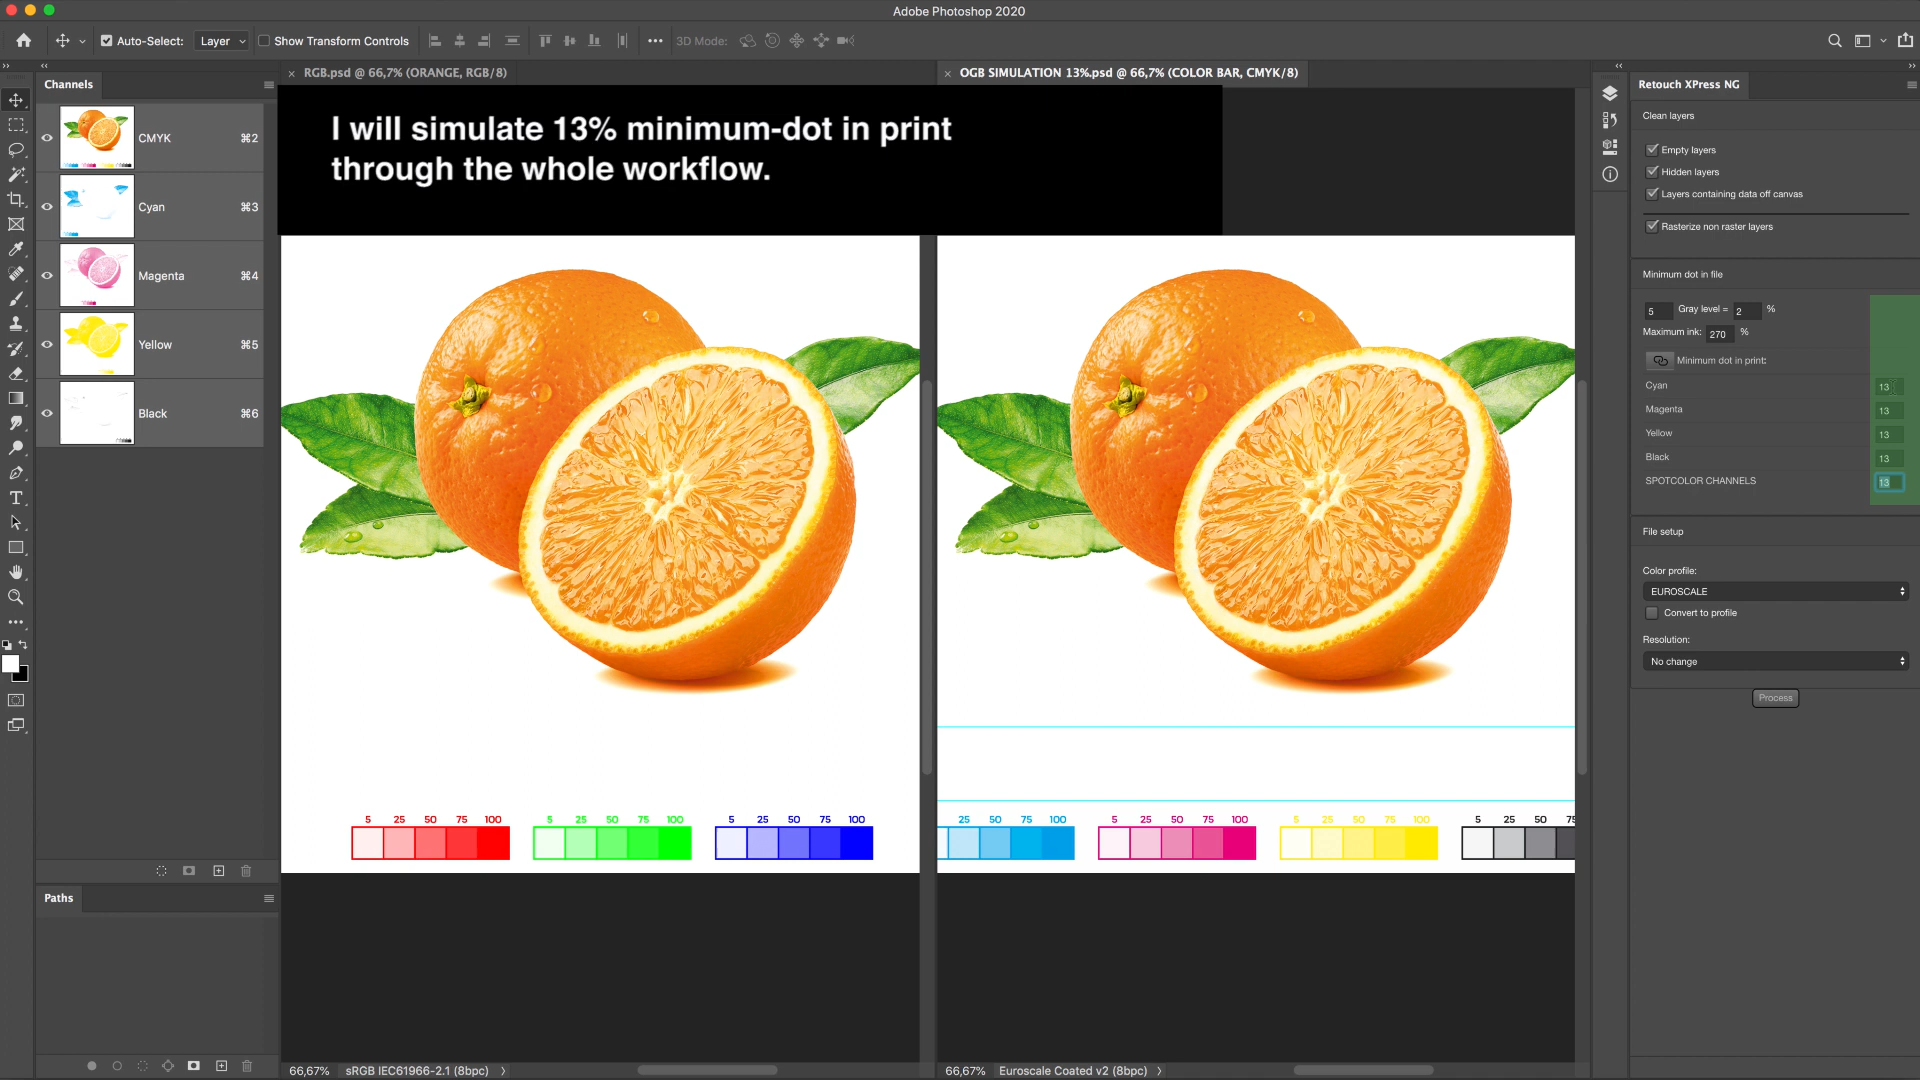 Adobe Photoshop 2020
Auto-Select: Layer Show Transform Controls 3D Mode:
Channels
RGB.psd @ 66,7% (ORANGE, RGB/8)
OGB SIMULATION 13%.psd @ 66,7% (COLOR BAR, CMYK/8)
Retouch XPress NG
I will simulate 13% minimum-dot in print
through the whole workflow.
CMYK ⌘2
Cyan ⌘3
Magenta ⌘4
Yellow ⌘5
Black ⌘6
Clean layers
Empty layers
Hidden layers
Layers containing data off canvas
Rasterize non raster layers
Minimum dot in file
5 Gray level = 2 %
Maximum ink: 270 %
Minimum dot in print:
Cyan 13
Magenta 13
Yellow 13
Black 13
SPOTCOLOR CHANNELS 13
File setup
Color profile:
EUROSCALE
Convert to profile
Resolution:
No change
Process
5 25 50 75 100 5 25 50 75 100 5 25 50 75 100
25 50 75 100 5 25 50 75 100 5 25 50 75 100 5 25 50 75
Paths
66,67% sRGB IEC61966-2.1 (8bpc)
66,67% Euroscale Coated v2 (8bpc)